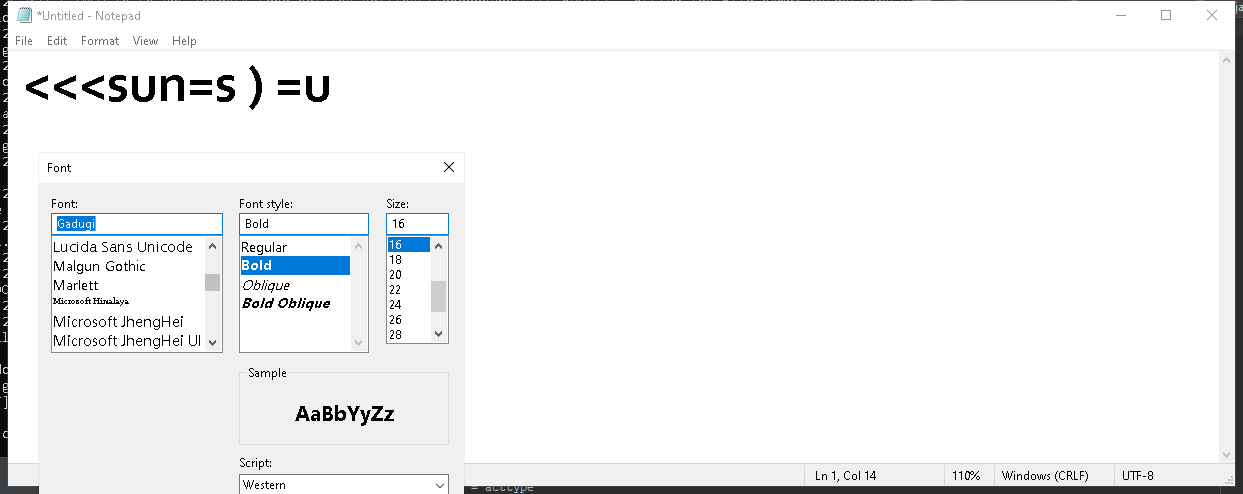 *Untitled - Notepad
File Edit Format View Help
<<<sun=s ) =u
Font
Font: Font style: Size:
Gadugi Bold 16
Lucida Sans Unicode Regular 16
Malgun Gothic Bold 18
Marlett Oblique 20
Microsoft Himalaya Bold Oblique 22
Microsoft JhengHei 24
Microsoft JhengHei UI 26
28
Sample
AaBbYyZz
Script:
Western
Ln 1, Col 14 110% Windows (CRLF) UTF-8
= acctype